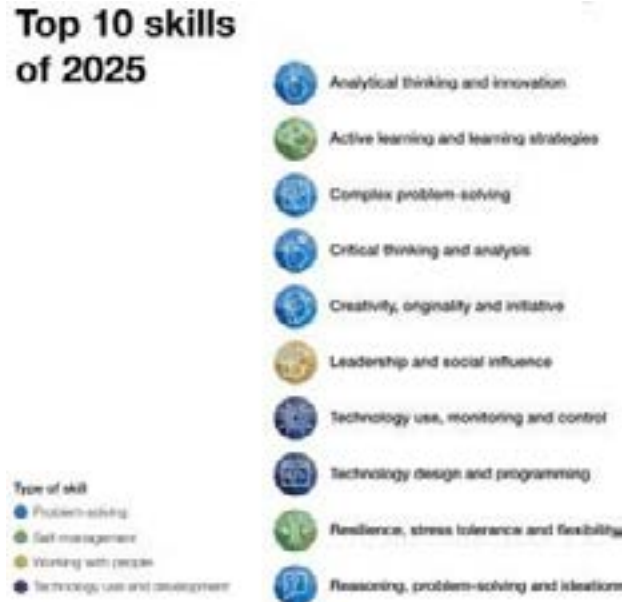 Top 10 skills
of 2025
Analytical thinking and innovation
Active learning and learning strategies
Complex problem-solving
Critical thinking and analysis
Creativity, originality and initiative
Leadership and social influence
Technology use, monitoring and control
Technology design and programming
Resilience, stress tolerance and flexibility
Reasoning, problem-solving and ideation
Type of skill
Problem-solving
Self-management
Working with people
Technology use and development